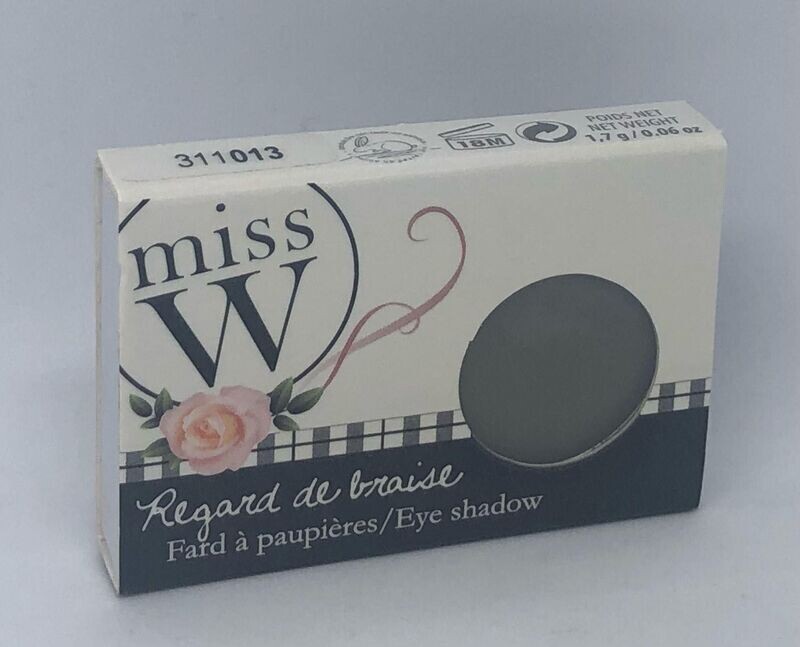 311013
18M
POIDS NET
NET WEIGHT
1,7 g / 0.06 oz
miss
W
Regard de braise
Fard à paupières/Eye shadow